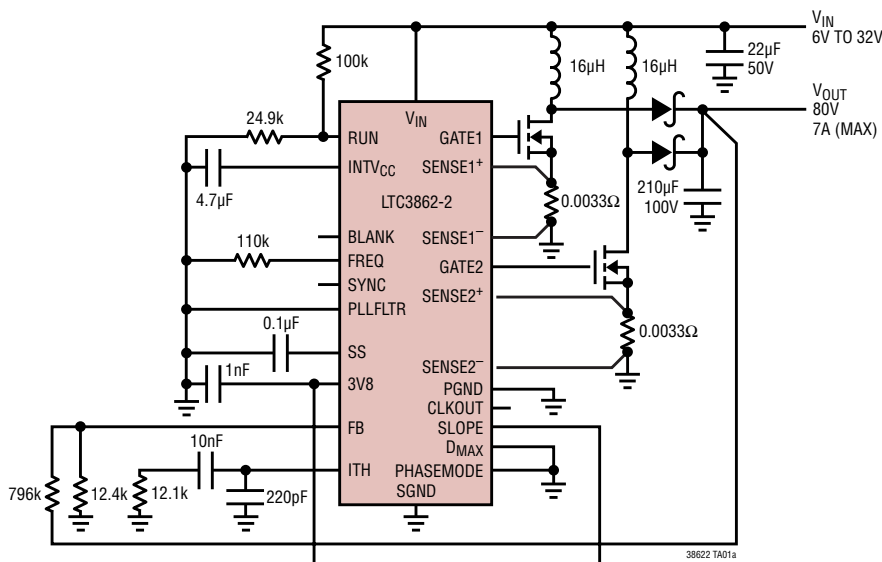 VIN
6V TO 32V
100k
16µH
16µH
22µF
50V
VOUT
80V
7A (MAX)
24.9k
VIN
RUN
GATE1
INTVCC
SENSE1+
4.7µF
LTC3862-2
0.0033Ω
210µF
100V
BLANK
SENSE1–
110k
FREQ
GATE2
SYNC
SENSE2+
PLLFLTR
0.1µF
0.0033Ω
SS
SENSE2–
1nF
3V8
PGND
CLKOUT
FB
SLOPE
10nF
DMAX
ITH
PHASEMODE
796k
12.4k
12.1k
220pF
SGND
38622 TA01a